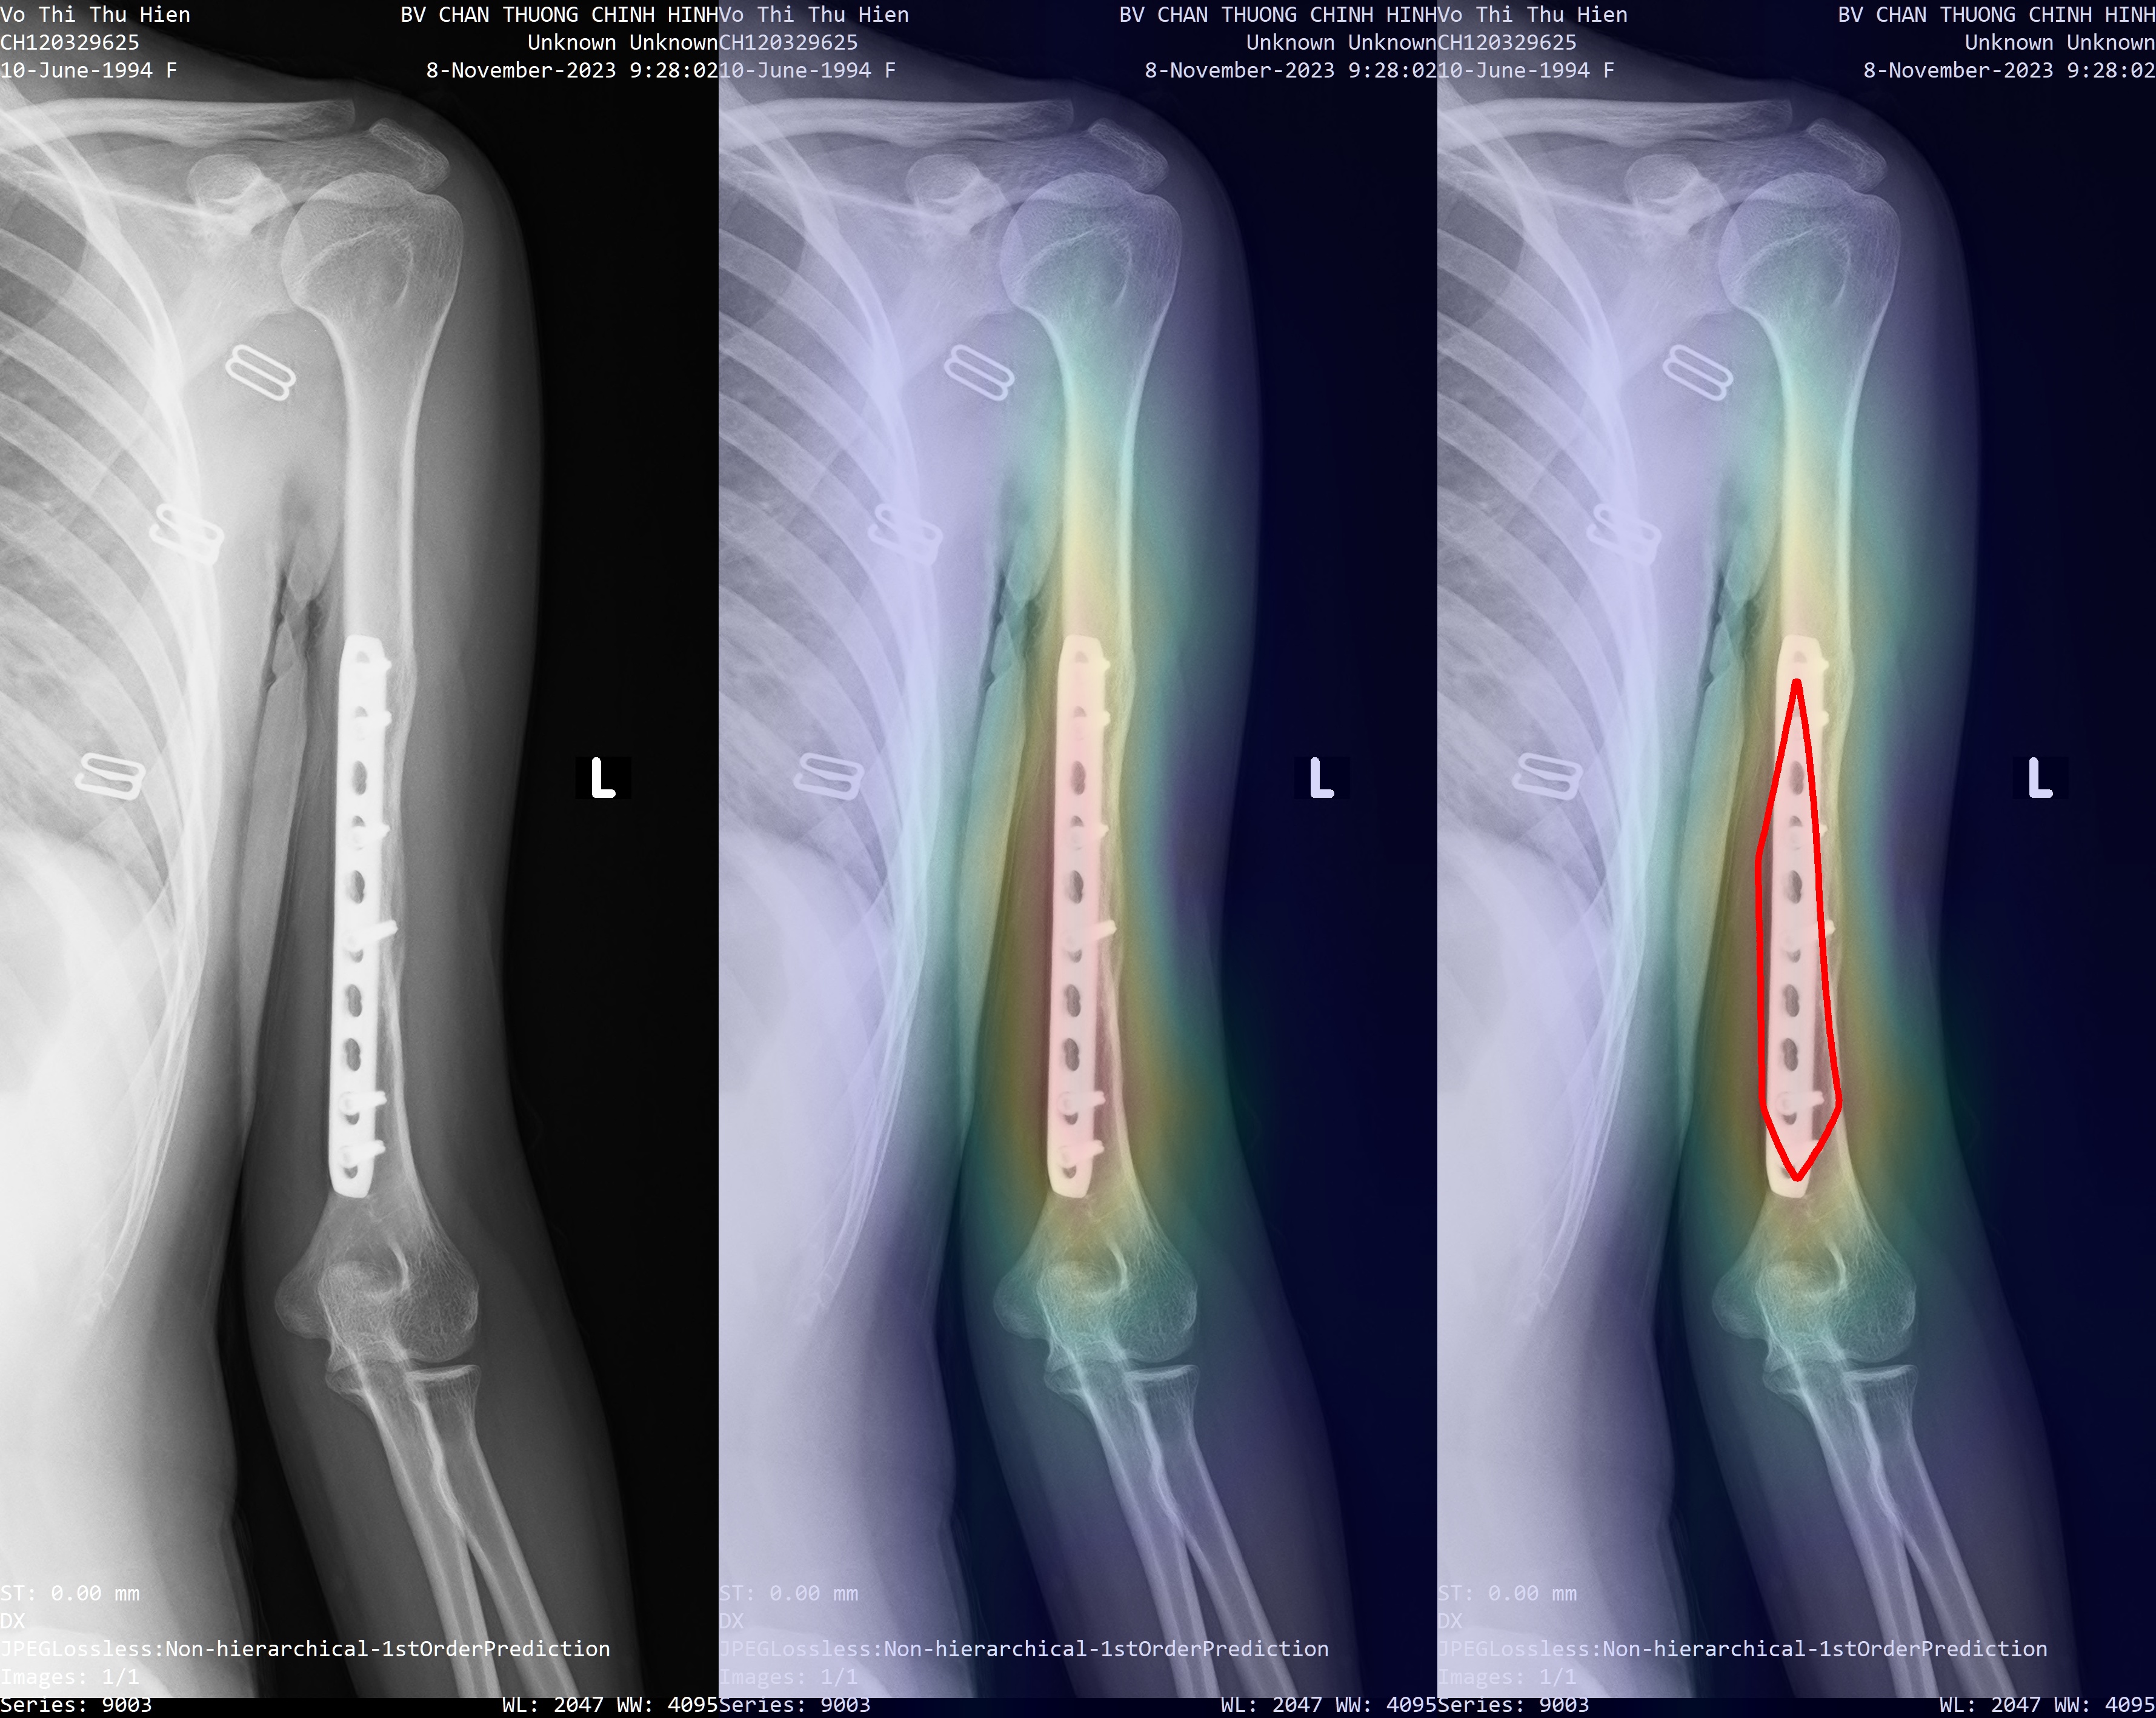 Vo Thi Thu Hien
CH120329625
10-June-1994 F
BV CHAN THUONG CHINH HINH
Unknown Unknown
8-November-2023 9:28:02
L
ST: 0.00 mm
DX
JPEGLossless:Non-hierarchical-1stOrderPrediction
Images: 1/1
Series: 9003
WL: 2047 WW: 4095
Vo Thi Thu Hien
CH120329625
10-June-1994 F
BV CHAN THUONG CHINH HINH
Unknown Unknown
8-November-2023 9:28:02
L
ST: 0.00 mm
DX
JPEGLossless:Non-hierarchical-1stOrderPrediction
Images: 1/1
Series: 9003
WL: 2047 WW: 4095
Vo Thi Thu Hien
CH120329625
10-June-1994 F
BV CHAN THUONG CHINH HINH
Unknown Unknown
8-November-2023 9:28:02
L
ST: 0.00 mm
DX
JPEGLossless:Non-hierarchical-1stOrderPrediction
Images: 1/1
Series: 9003
WL: 2047 WW: 4095